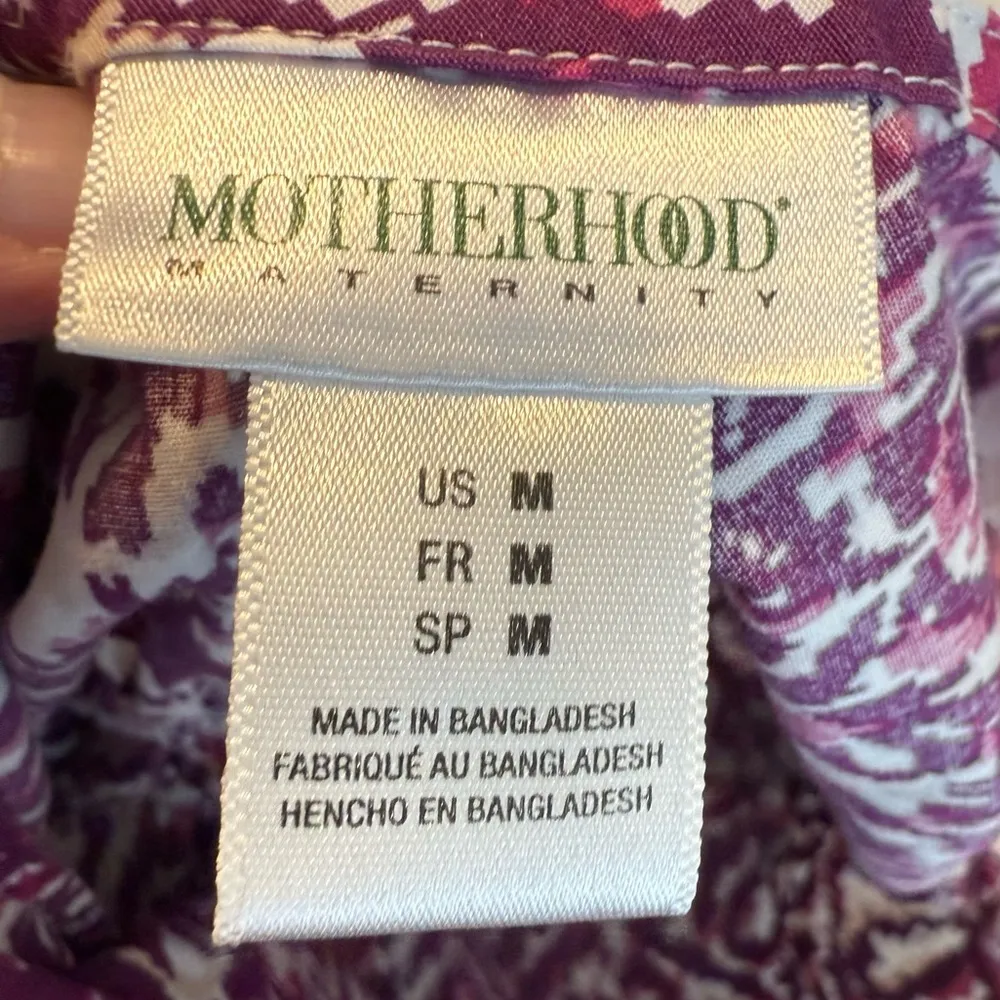 MOTHERHOOD
MATERNITY
US M
FR M
SP M
MADE IN BANGLADESH
FABRIQUÉ AU BANGLADESH
HENCHO EN BANGLADESH